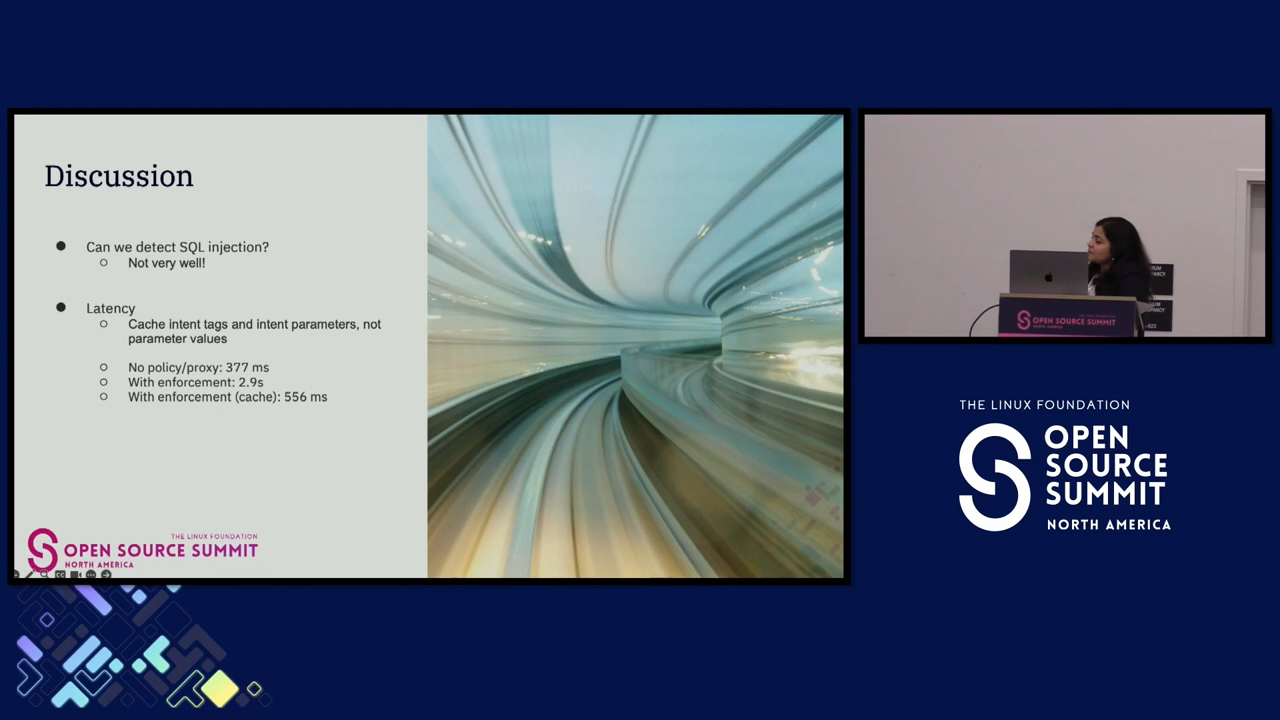 Discussion
Can we detect SQL injection?
Not very well!
Latency
Cache intent tags and intent parameters, not
parameter values
No policy/proxy: 377 ms
With enforcement: 2.9s
With enforcement (cache): 556 ms
THE LINUX FOUNDATION
OPEN SOURCE SUMMIT
NORTH AMERICA
OPEN SOURCE SUMMIT
NORTH AMERICA
THE LINUX FOUNDATION
OPEN
SOURCE
SUMMIT
NORTH AMERICA